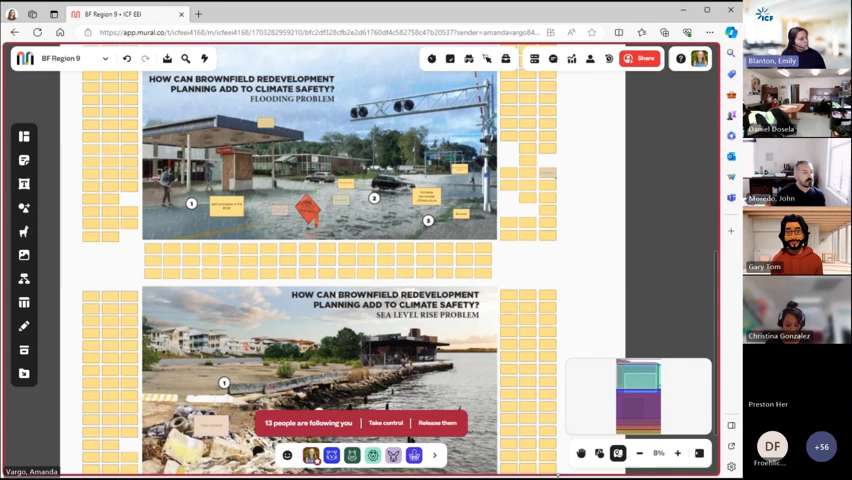 BF Region 9 • ICF EEI
https://app.mural.co/t/icfeei4168/m/icfeei4168/1703282959210/bfc2df328cfb2e2d61760df4c582758c47b20537?sender=amandavargo84...
BF Region 9
Share
HOW CAN BROWNFIELD REDEVELOPMENT
PLANNING ADD TO CLIMATE SAFETY?
FLOODING PROBLEM
1
2
3
HOW CAN BROWNFIELD REDEVELOPMENT
PLANNING ADD TO CLIMATE SAFETY?
SEA LEVEL RISE PROBLEM
1
13 people are following you
Take control
Release them
8%
Vargo, Amanda
ICF
Blanton, Emily
Daniel Dosela
Moredo, John
Gary Tom
Christina Gonzalez
Preston Her
DF
Froehlic...
+56